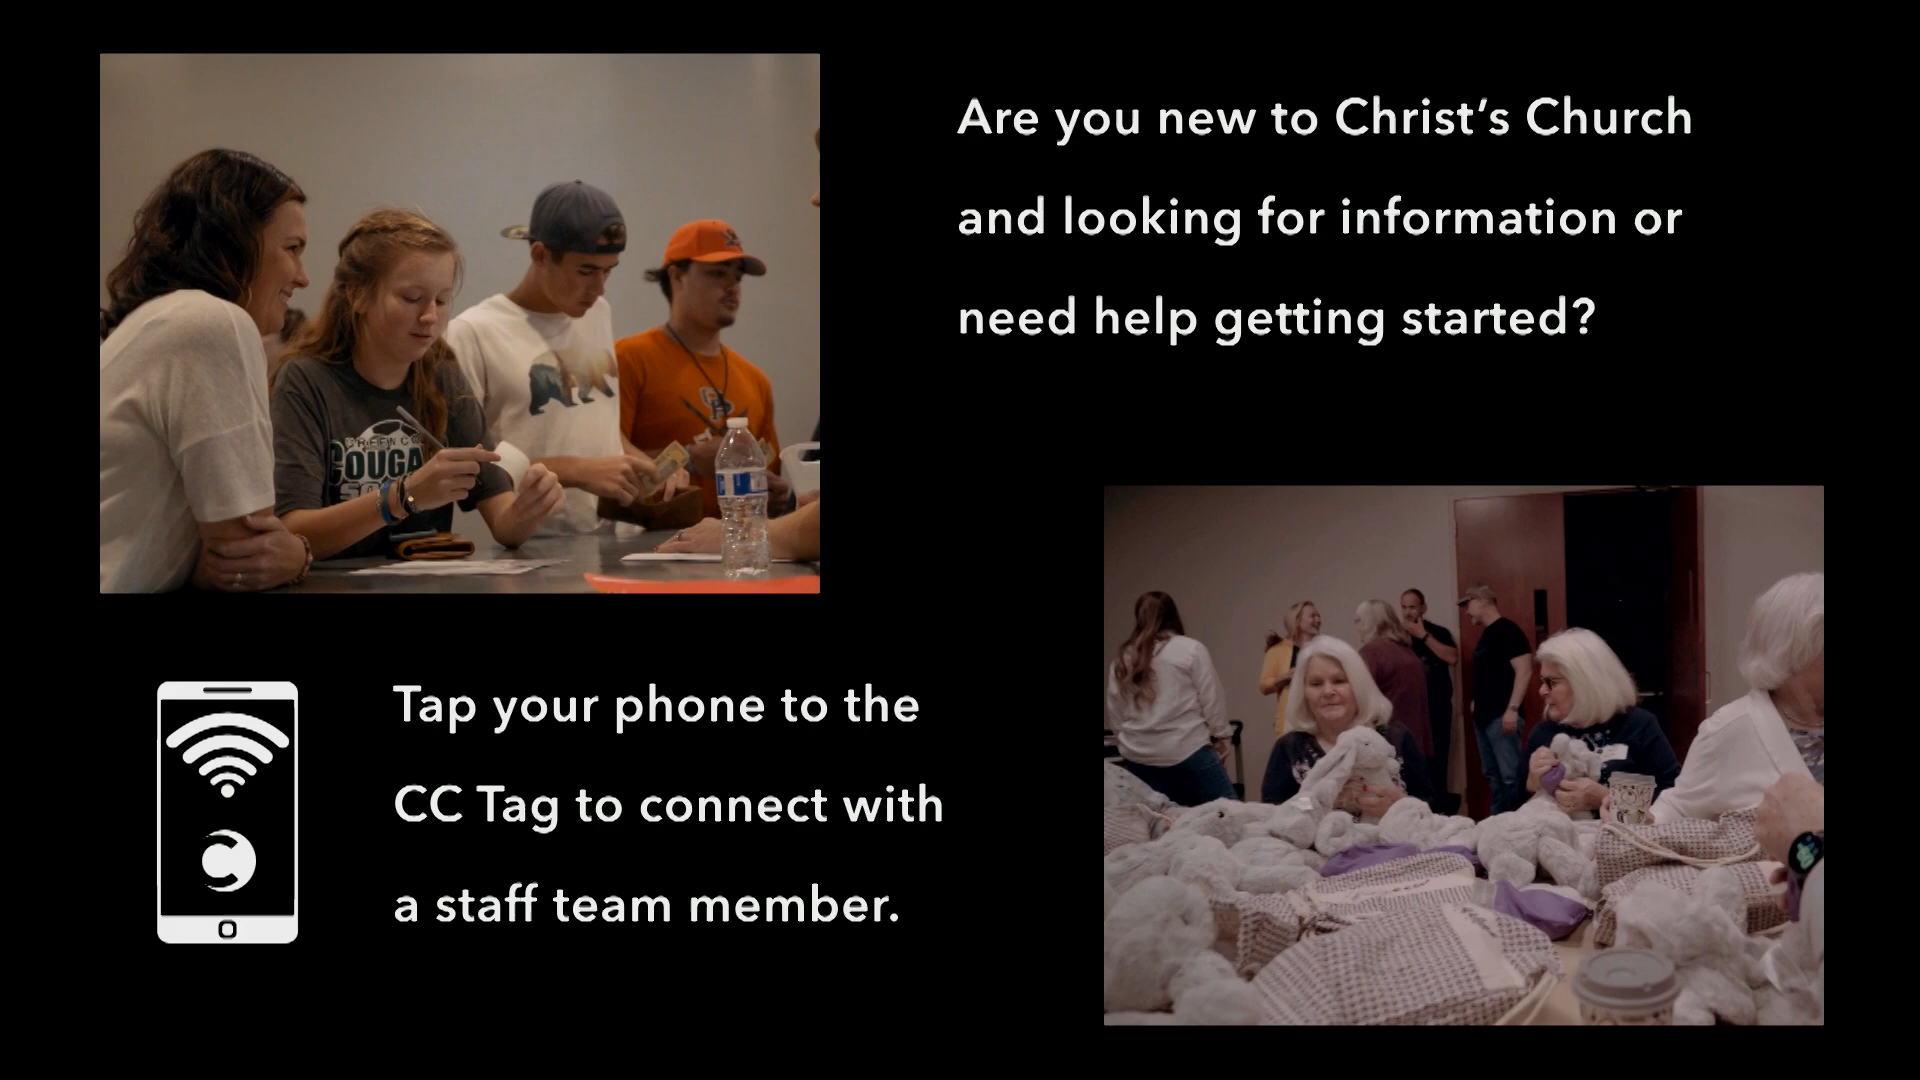 Are you new to Christ’s Church
and looking for information or
need help getting started?
COUGA
Tap your phone to the
CC Tag to connect with
a staff team member.